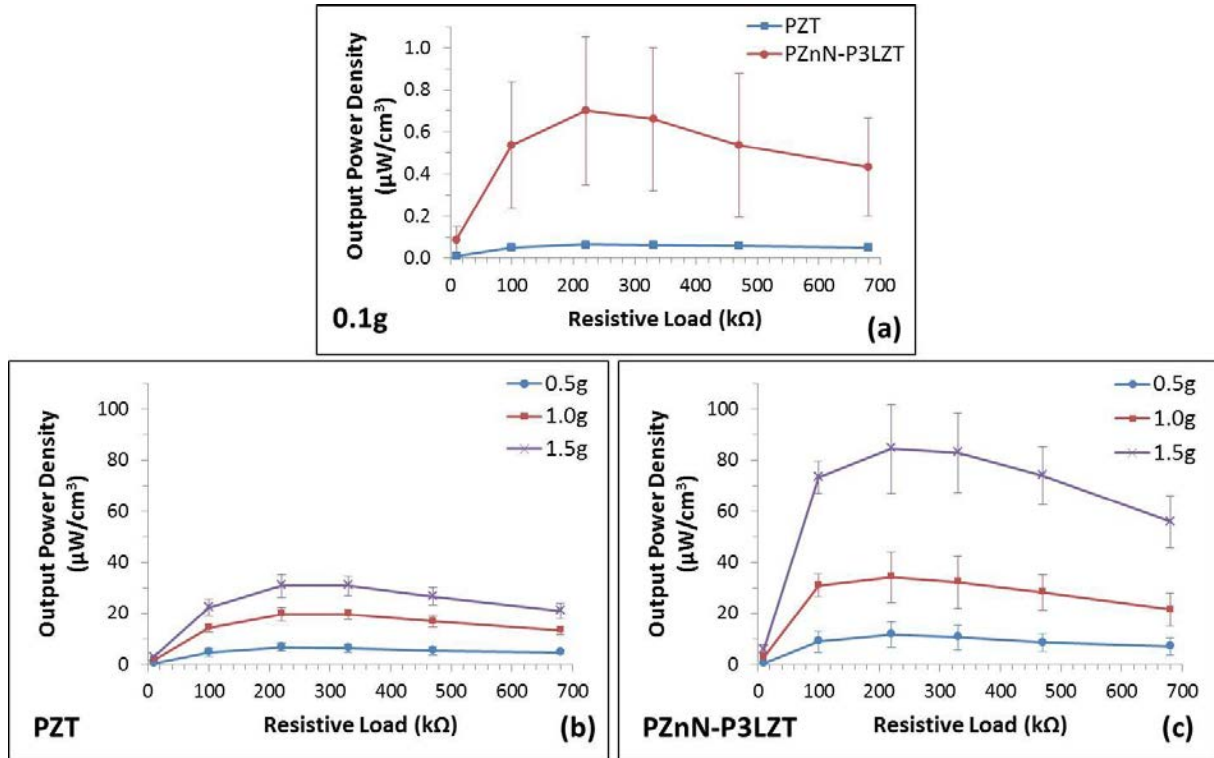 PZT
PZnN-P3LZT
Output Power Density
(µW/cm³)
1.0
0.8
0.6
0.4
0.2
0.0
0 100 200 300 400 500 600 700
Resistive Load (kΩ)
0.1g
(a)
0.5g
1.0g
1.5g
Output Power Density
(µW/cm³)
100
80
60
40
20
0
0 100 200 300 400 500 600 700
Resistive Load (kΩ)
PZT
(b)
0.5g
1.0g
1.5g
Output Power Density
(µW/cm³)
100
80
60
40
20
0
0 100 200 300 400 500 600 700
Resistive Load (kΩ)
PZnN-P3LZT
(c)